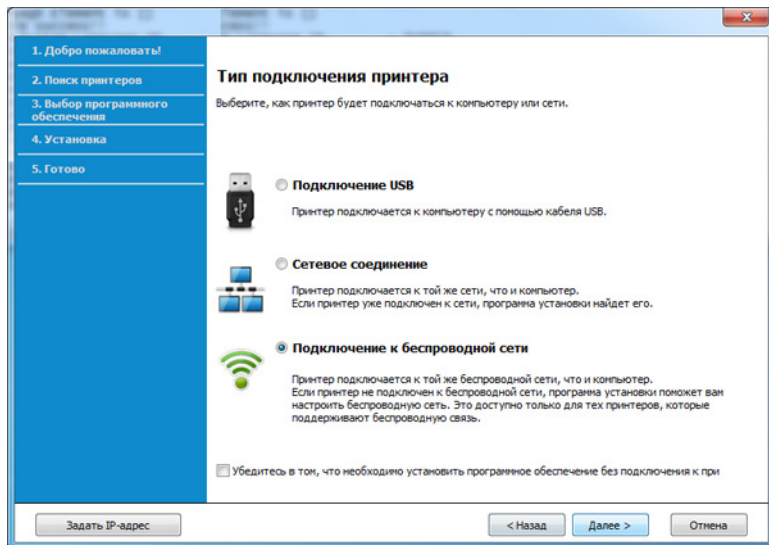 1. Добро пожаловать!
2. Поиск принтеров
3. Выбор программного
обеспечения
4. Установка
5. Готово
Тип подключения принтера
Выберите, как принтер будет подключаться к компьютеру или сети.
Подключение USB
Принтер подключается к компьютеру с помощью кабеля USB.
Сетевое соединение
Принтер подключается к той же сети, что и компьютер.
Если принтер уже подключен к сети, программа установки найдет его.
Подключение к беспроводной сети
Принтер подключается к той же беспроводной сети, что и компьютер.
Если принтер не подключен к беспроводной сети, программа установки поможет вам
настроить беспроводную сеть. Это доступно только для тех принтеров, которые
поддерживают беспроводную связь.
Убедитесь в том, что необходимо установить программное обеспечение без подключения к при
Задать IP-адрес
< Назад
Далее >
Отмена